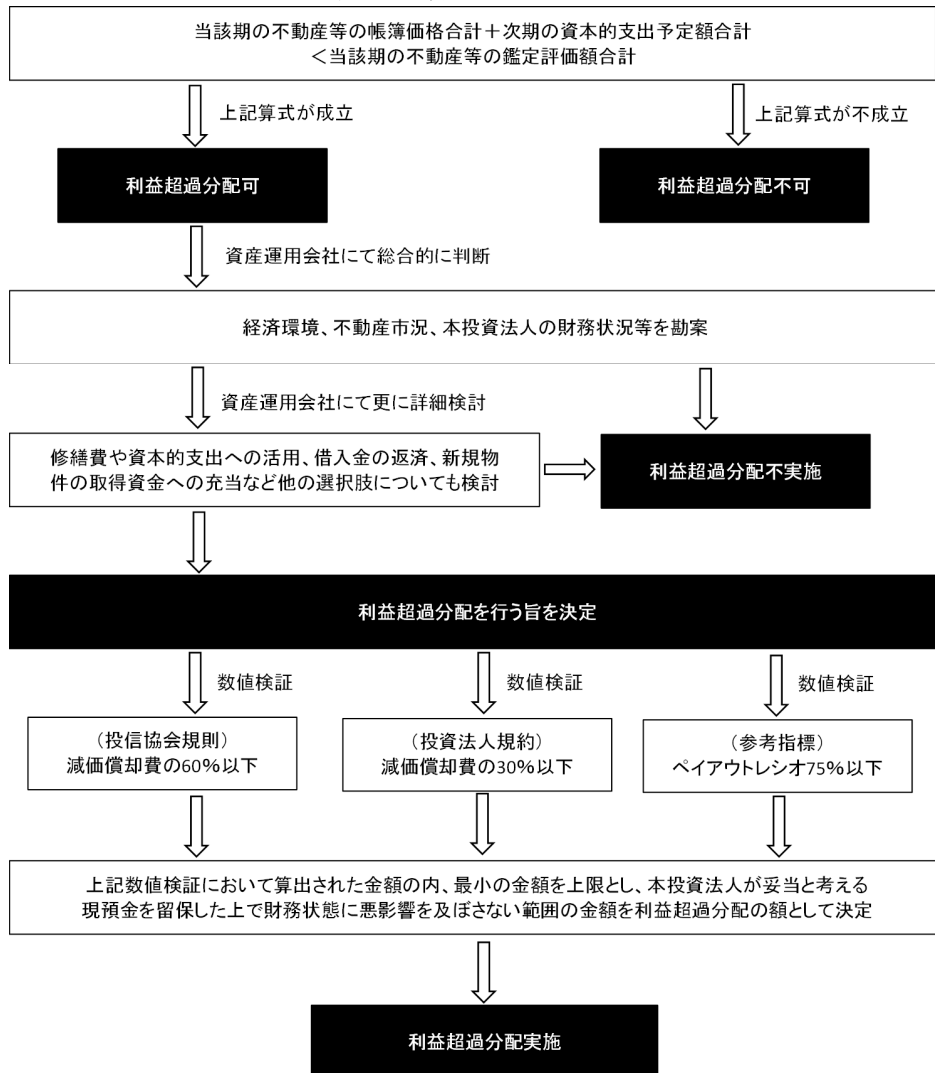 当該期の不動産等の帳簿価格合計＋次期の資本的支出予定額合計
＜当該期の不動産等の鑑定評価額合計
上記算式が成立
上記算式が不成立
利益超過分配可
利益超過分配不可
資産運用会社にて総合的に判断
経済環境、不動産市況、本投資法人の財務状況等を勘案
資産運用会社にて更に詳細検討
修繕費や資本的支出への活用、借入金の返済、新規物
件の取得資金への充当など他の選択肢についても検討
利益超過分配不実施
利益超過分配を行う旨を決定
数値検証
数値検証
数値検証
（投信協会規則）
減価償却費の60%以下
（投資法人規約）
減価償却費の30%以下
（参考指標）
ペイアウトレシオ75%以下
上記数値検証において算出された金額の内、最小の金額を上限とし、本投資法人が妥当と考える
現預金を留保した上で財務状態に悪影響を及ぼさない範囲の金額を利益超過分配の額として決定
利益超過分配実施